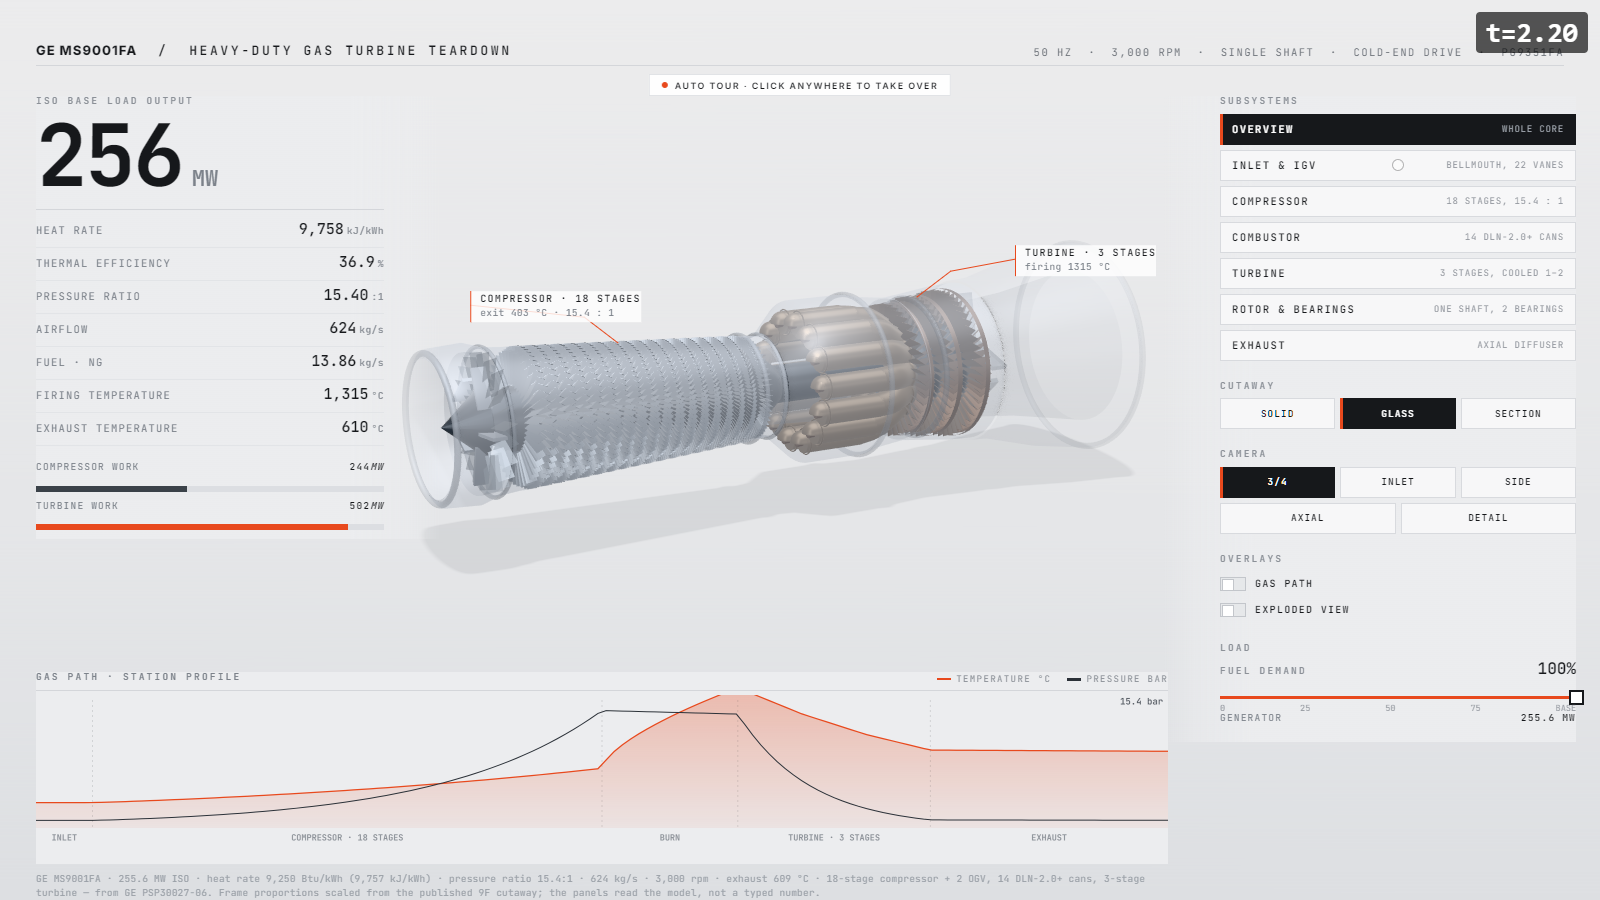 GE MS9001FA / HEAVY-DUTY GAS TURBINE TEARDOWN
50 HZ · 3,000 RPM · SINGLE SHAFT · COLD-END DRIVE · PG9351FA
t=2.20
AUTO TOUR · CLICK ANYWHERE TO TAKE OVER
ISO BASE LOAD OUTPUT
256 MW
HEAT RATE 9,758 kJ/kWh
THERMAL EFFICIENCY 36.9 %
PRESSURE RATIO 15.40 :1
AIRFLOW 624 kg/s
FUEL · NG 13.86 kg/s
FIRING TEMPERATURE 1,315 °C
EXHAUST TEMPERATURE 610 °C
COMPRESSOR WORK 244 MW
TURBINE WORK 502 MW
COMPRESSOR · 18 STAGES
exit 403 °C · 15.4 : 1
TURBINE · 3 STAGES
firing 1315 °C
SUBSYSTEMS
OVERVIEW WHOLE CORE
INLET & IGV BELLMOUTH, 22 VANES
COMPRESSOR 18 STAGES, 15.4 : 1
COMBUSTOR 14 DLN-2.0+ CANS
TURBINE 3 STAGES, COOLED 1–2
ROTOR & BEARINGS ONE SHAFT, 2 BEARINGS
EXHAUST AXIAL DIFFUSER
CUTAWAY
SOLID GLASS SECTION
CAMERA
3/4 INLET SIDE
AXIAL DETAIL
OVERLAYS
GAS PATH
EXPLODED VIEW
LOAD
FUEL DEMAND 100%
0 25 50 75 BASE
GENERATOR 255.6 MW
GAS PATH · STATION PROFILE
TEMPERATURE °C PRESSURE BAR
15.4 bar
INLET COMPRESSOR · 18 STAGES BURN TURBINE · 3 STAGES EXHAUST
GE MS9001FA · 255.6 MW ISO · heat rate 9,250 Btu/kWh (9,757 kJ/kWh) · pressure ratio 15.4:1 · 624 kg/s · 3,000 rpm · exhaust 609 °C · 18-stage compressor + 2 OGV, 14 DLN-2.0+ cans, 3-stage
turbine — from GE PSP30027-06. Frame proportions scaled from the published 9F cutaway; the panels read the model, not a typed number.